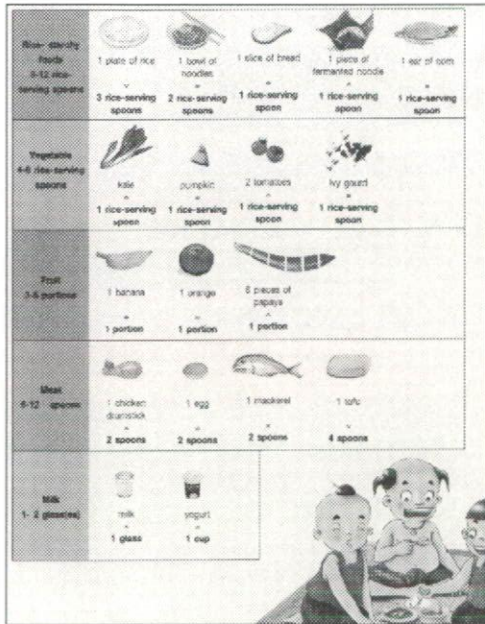 Rice- starchy
foods
8-12 rice-
serving spoons
1 plate of rice
=
3 rice-serving
spoons
1 bowl of
noodles
=
2 rice-serving
spoons
1 slice of bread
=
1 rice-serving
spoon
1 piece of
fermented noodle
=
1 rice-serving
spoon
1 ear of corn
=
1 rice-serving
spoon
Vegetable
4-6 rice-serving
spoons
kale
=
1 rice-serving
spoon
pumpkin
=
1 rice-serving
spoon
2 tomatoes
=
1 rice-serving
spoon
Ivy gourd
=
1 rice-serving
spoon
Fruit
3-5 portions
1 banana
=
1 portion
1 orange
=
1 portion
6 pieces of
papaya
=
1 portion
Meat
6-12 spoons
1 chicken
drumstick
=
2 spoons
1 egg
=
2 spoons
1 mackerel
=
2 spoons
1 tofu
=
4 spoons
Milk
1- 2 glass(es)
milk
=
1 glass
yogurt
=
1 cup